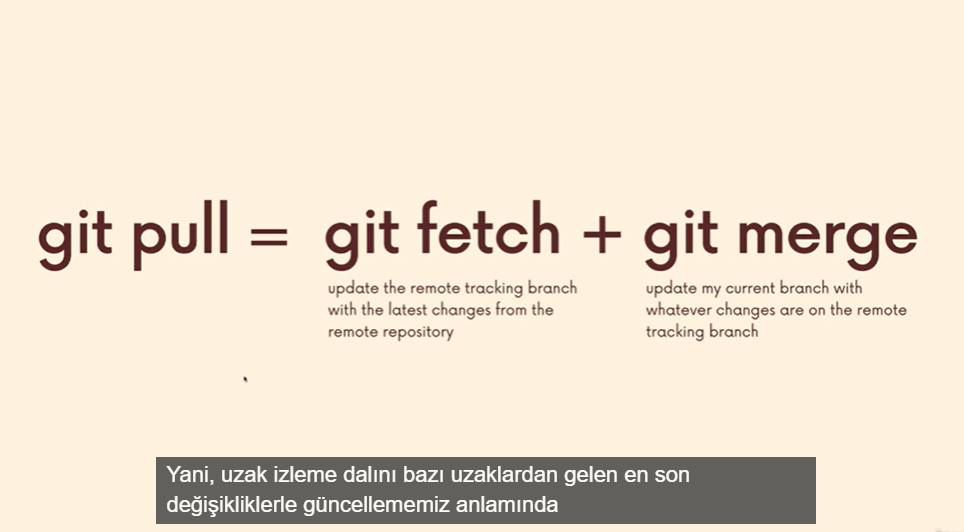 git pull = git fetch + git merge
update the remote tracking branch
with the latest changes from the
remote repository
update my current branch with
whatever changes are on the remote
tracking branch
Yani, uzak izleme dalını bazı uzaklardan gelen en son
değişikliklerle güncellememiz anlamında